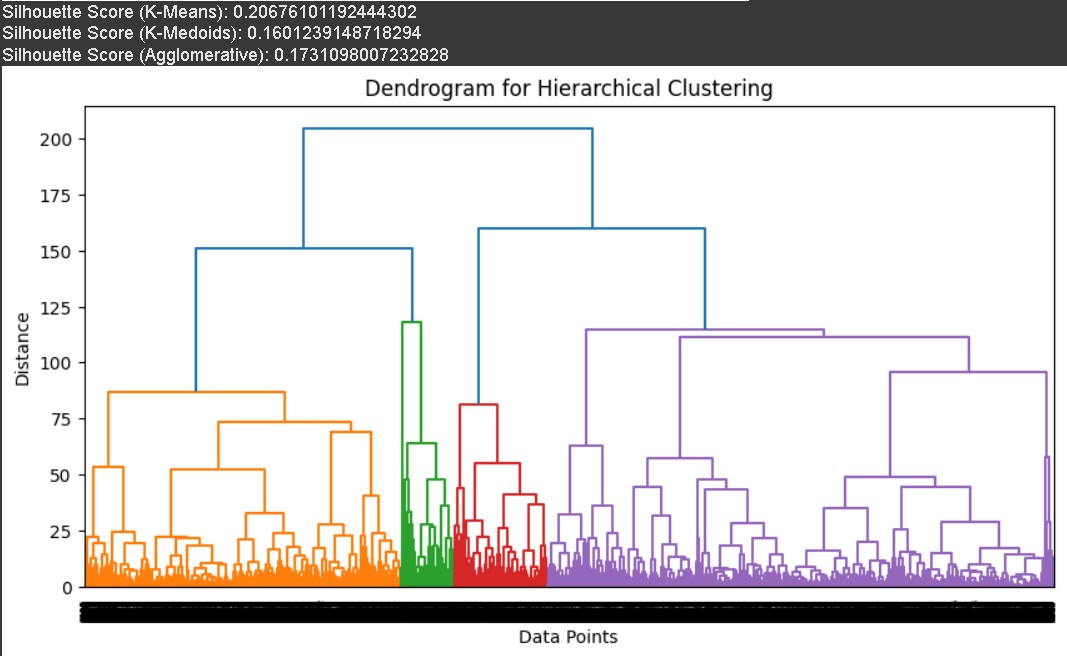 Silhouette Score (K-Means): 0.20676101192444302
Silhouette Score (K-Medoids): 0.1601239148718294
Silhouette Score (Agglomerative): 0.1731098007232828
Dendrogram for Hierarchical Clustering
200
175
150
125
100
75
50
25
0
Distance
Data Points